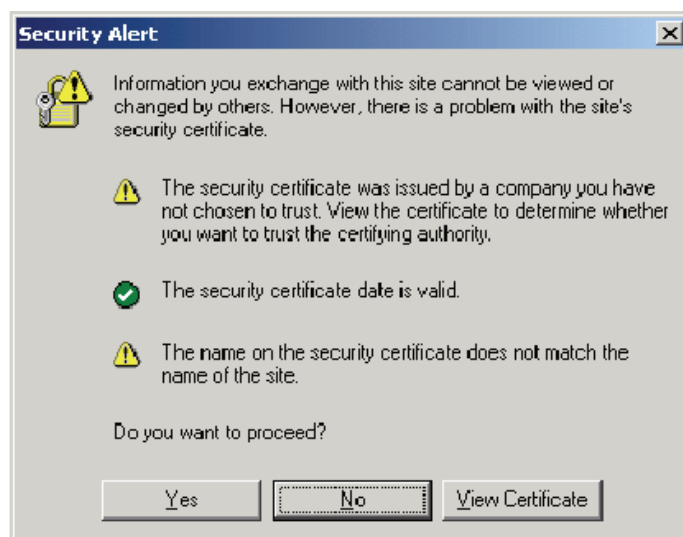 Security Alert
Information you exchange with this site cannot be viewed or
changed by others. However, there is a problem with the site's
security certificate.
The security certificate was issued by a company you have
not chosen to trust. View the certificate to determine whether
you want to trust the certifying authority.
The security certificate date is valid.
The name on the security certificate does not match the
name of the site.
Do you want to proceed?
Yes
No
View Certificate